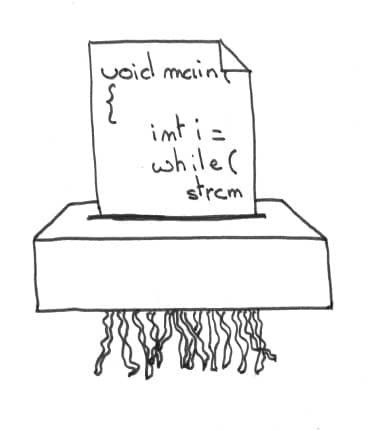 void main
{
int i =
while(
strcm